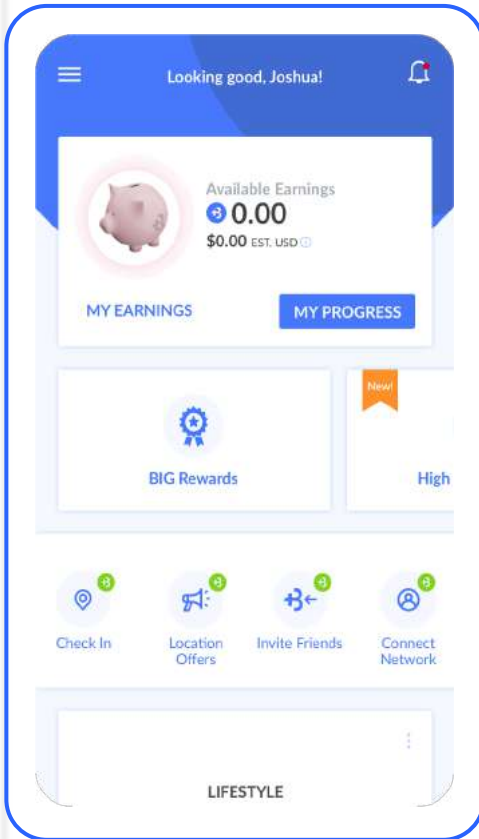 Looking good, Joshua!
Available Earnings
0.00
$0.00 EST. USD
MY EARNINGS
MY PROGRESS
New!
BIG Rewards
High
Check In
Location
Offers
Invite Friends
Connect
Network
LIFESTYLE